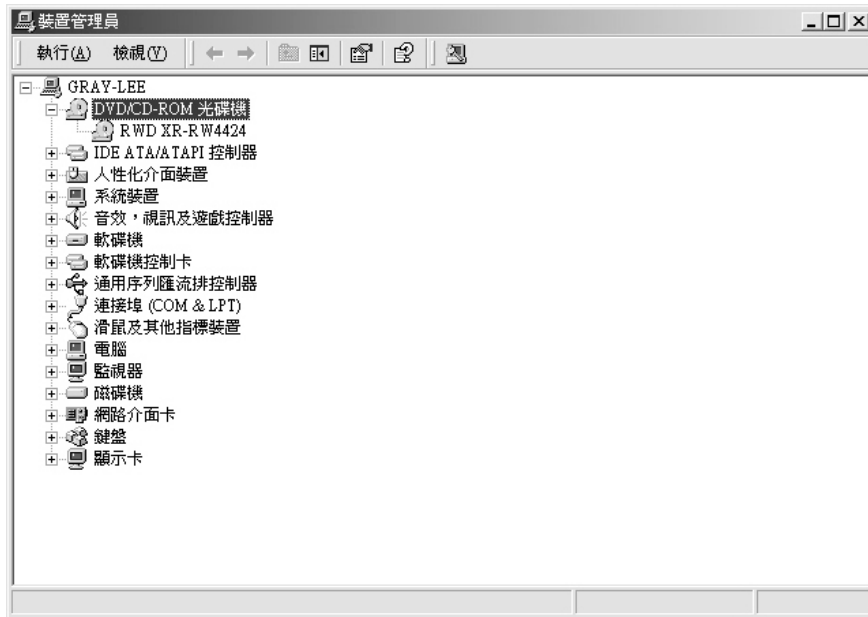 裝置管理員
執行(A) 檢視(V)
GRAY-LEE
DVD/CD-ROM 光碟機
RWD XR-RW4424
IDE ATA/ATAPI 控制器
人性化介面裝置
系統裝置
音效，視訊及遊戲控制器
軟碟機
軟碟機控制卡
通用序列匯流排控制器
連接埠 (COM & LPT)
滑鼠及其他指標裝置
電腦
監視器
磁碟機
網路介面卡
鍵盤
顯示卡